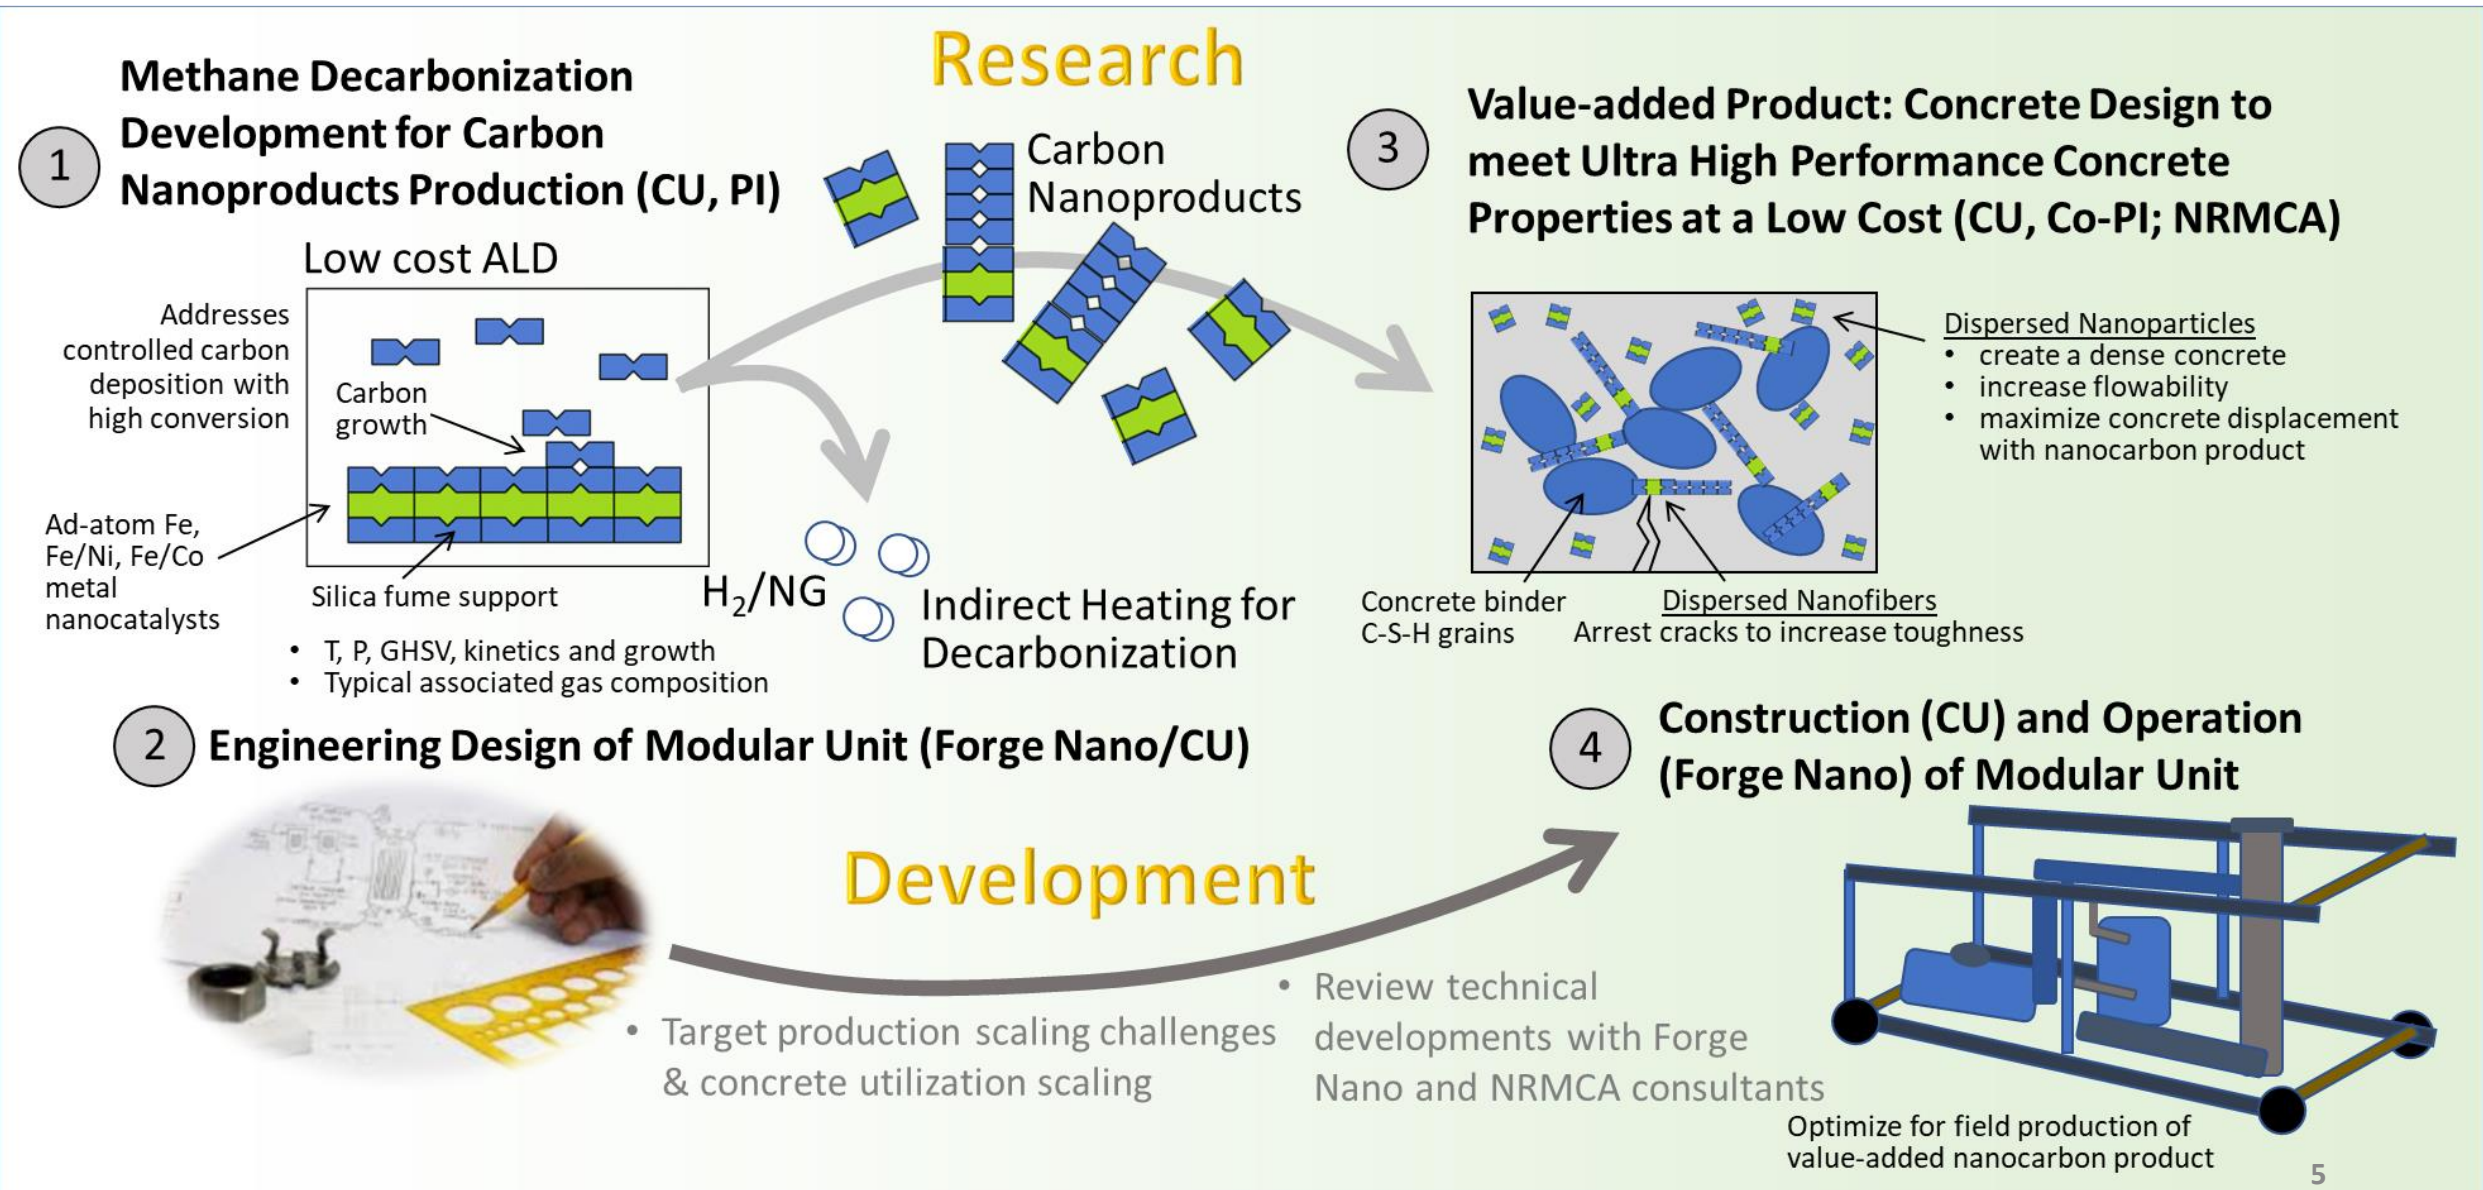 Research
1
Methane Decarbonization
Development for Carbon
Nanoproducts Production (CU, PI)
Low cost ALD
Addresses
controlled carbon
deposition with
high conversion
Carbon
growth
Ad-atom Fe,
Fe/Ni, Fe/Co
metal
nanocatalysts
Silica fume support
• T, P, GHSV, kinetics and growth
• Typical associated gas composition
Carbon
Nanoproducts
H₂/NG
Indirect Heating for
Decarbonization
3
Value-added Product: Concrete Design to
meet Ultra High Performance Concrete
Properties at a Low Cost (CU, Co-PI; NRMCA)
Dispersed Nanoparticles
• create a dense concrete
• increase flowability
• maximize concrete displacement
with nanocarbon product
Concrete binder
C-S-H grains
Dispersed Nanofibers
Arrest cracks to increase toughness
2
Engineering Design of Modular Unit (Forge Nano/CU)
Development
• Target production scaling challenges
& concrete utilization scaling
• Review technical
developments with Forge
Nano and NRMCA consultants
4
Construction (CU) and Operation
(Forge Nano) of Modular Unit
Optimize for field production of
value-added nanocarbon product
5